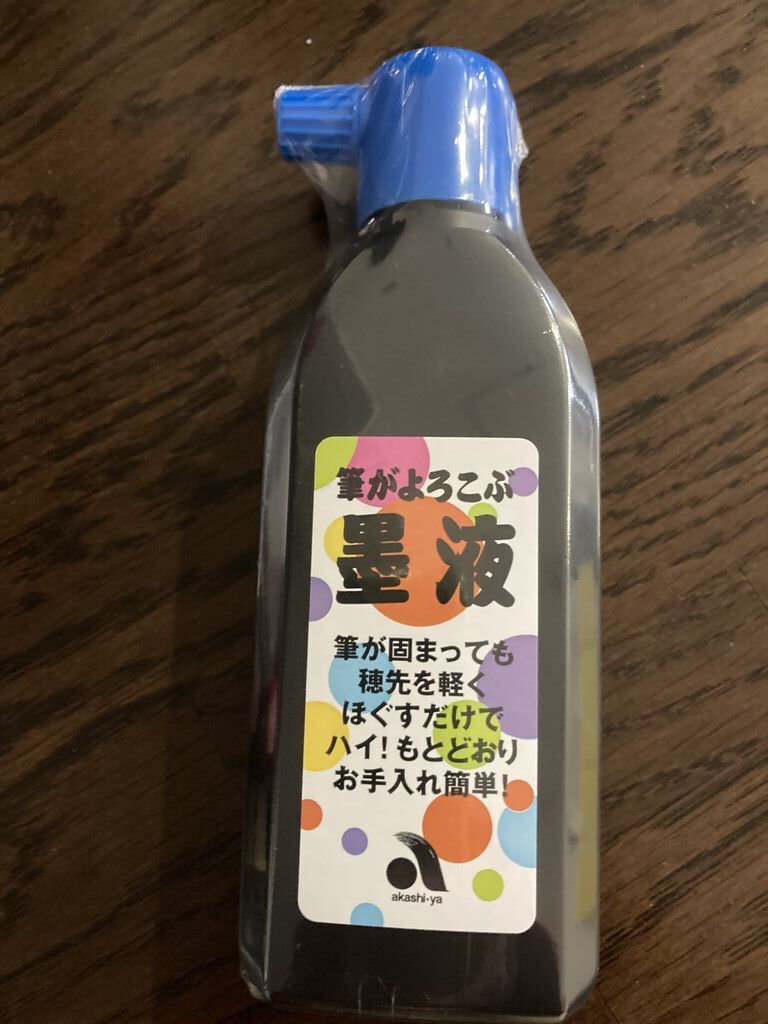 筆がよろこぶ
墨液
筆が固まっても
穂先を軽く
ほぐすだけで
ハイ!もとどおり
お手入れ簡単!
akashi-ya